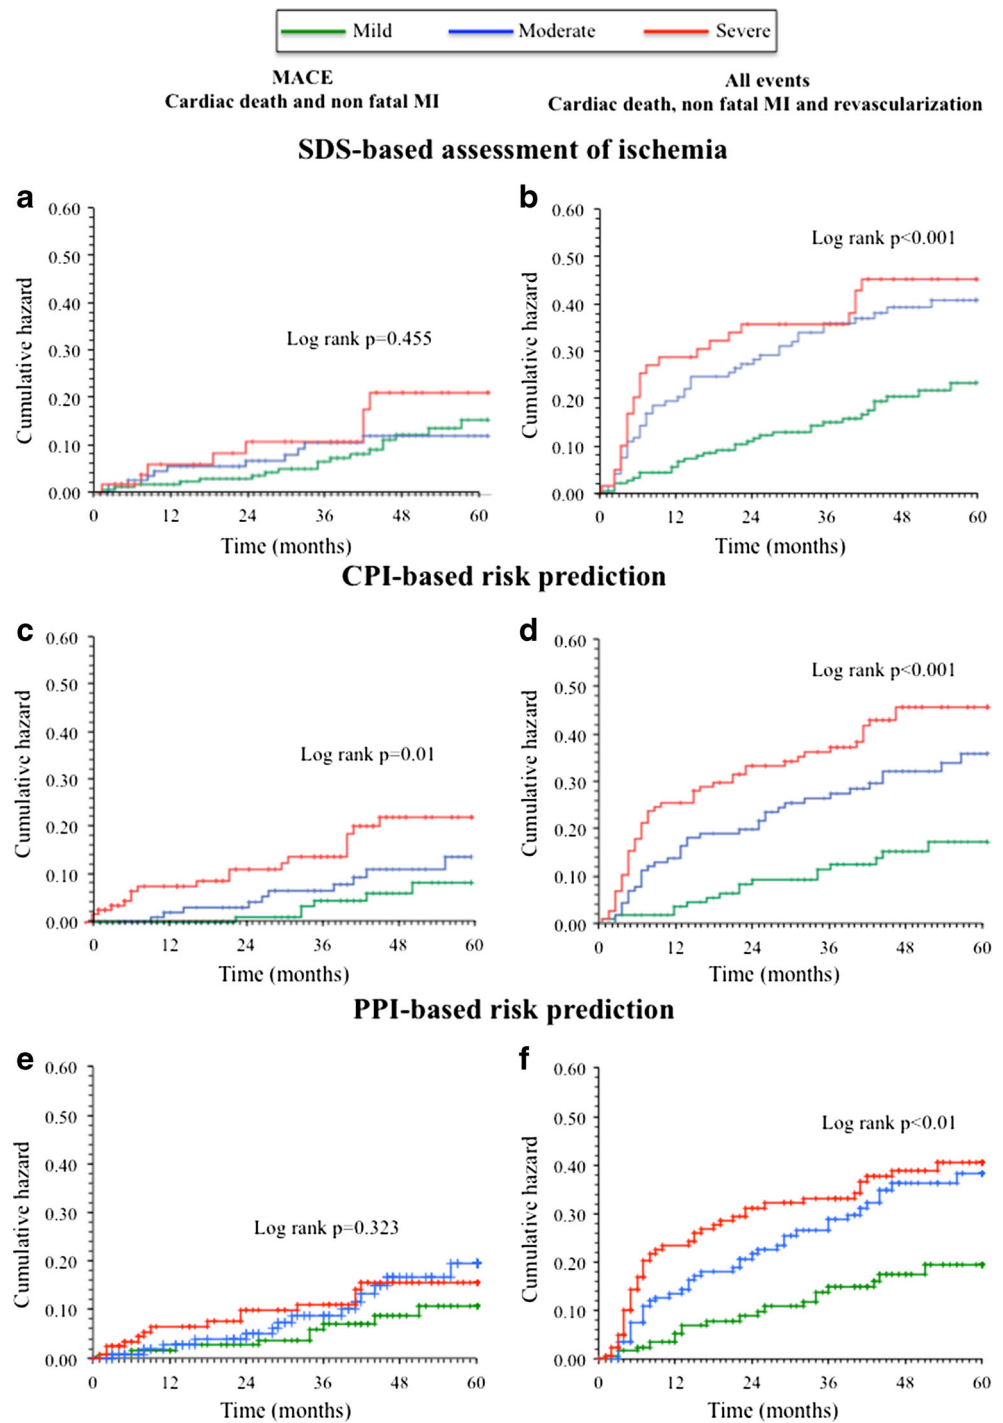 Mild Moderate Severe
MACE
Cardiac death and non fatal MI
All events
Cardiac death, non fatal MI and revascularization
SDS-based assessment of ischemia
a
0.60
0.50
0.40
0.30
0.20
0.10
0.00
Cumulative hazard
Log rank p=0.455
0 12 24 36 48 60
Time (months)
b
0.60
0.50
0.40
0.30
0.20
0.10
0.00
Cumulative hazard
Log rank p<0.001
0 12 24 36 48 60
Time (months)
CPI-based risk prediction
c
0.60
0.50
0.40
0.30
0.20
0.10
0.00
Cumulative hazard
Log rank p=0.01
0 12 24 36 48 60
Time (months)
d
0.60
0.50
0.40
0.30
0.20
0.10
0.00
Cumulative hazard
Log rank p<0.001
0 12 24 36 48 60
Time (months)
PPI-based risk prediction
e
0.60
0.50
0.40
0.30
0.20
0.10
0.00
Cumulative hazard
Log rank p=0.323
0 12 24 36 48 60
Time (months)
f
0.60
0.50
0.40
0.30
0.20
0.10
0.00
Cumulative hazard
Log rank p<0.01
0 12 24 36 48 60
Time (months)